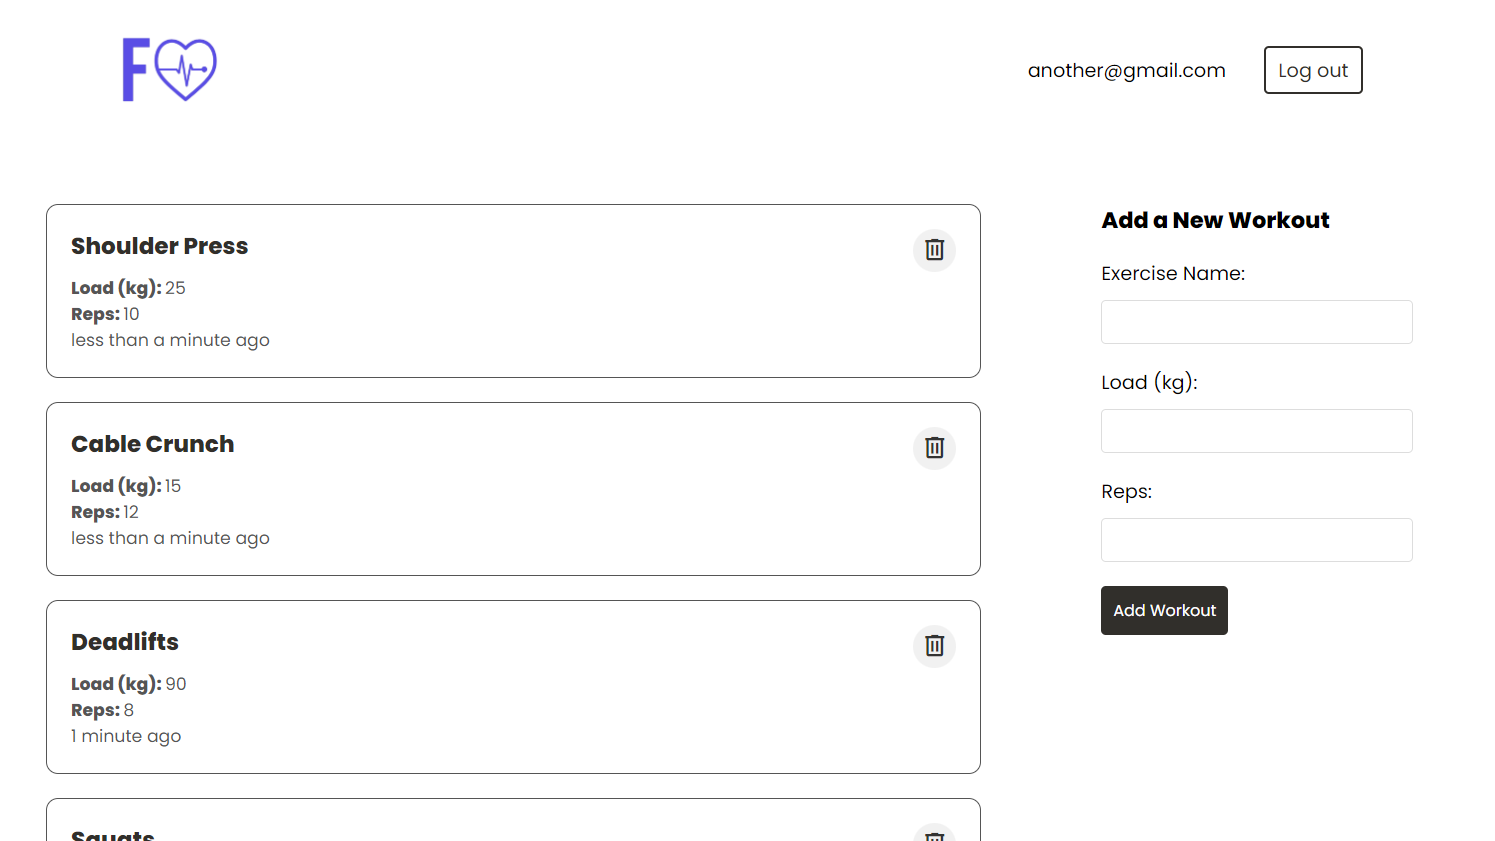 F
another@gmail.com
Log out
Shoulder Press
Load (kg): 25
Reps: 10
less than a minute ago
Cable Crunch
Load (kg): 15
Reps: 12
less than a minute ago
Deadlifts
Load (kg): 90
Reps: 8
1 minute ago
Squats
Add a New Workout
Exercise Name:
Load (kg):
Reps:
Add Workout